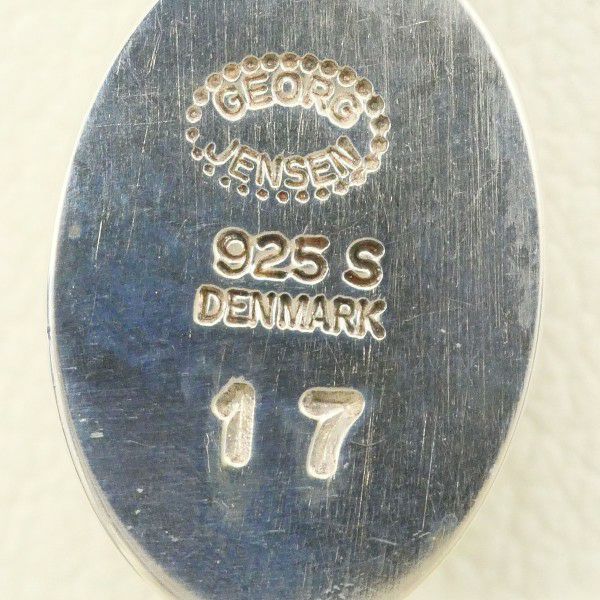 GEORG
JENSEN
925 S
DENMARK
17